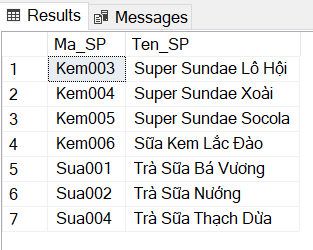 Results Messages
Ma_SP Ten_SP
1 Kem003 Super Sundae Lô Hội
2 Kem004 Super Sundae Xoài
3 Kem005 Super Sundae Socola
4 Kem006 Sữa Kem Lắc Đào
5 Sua001 Trà Sữa Bá Vương
6 Sua002 Trà Sữa Nướng
7 Sua004 Trà Sữa Thạch Dừa